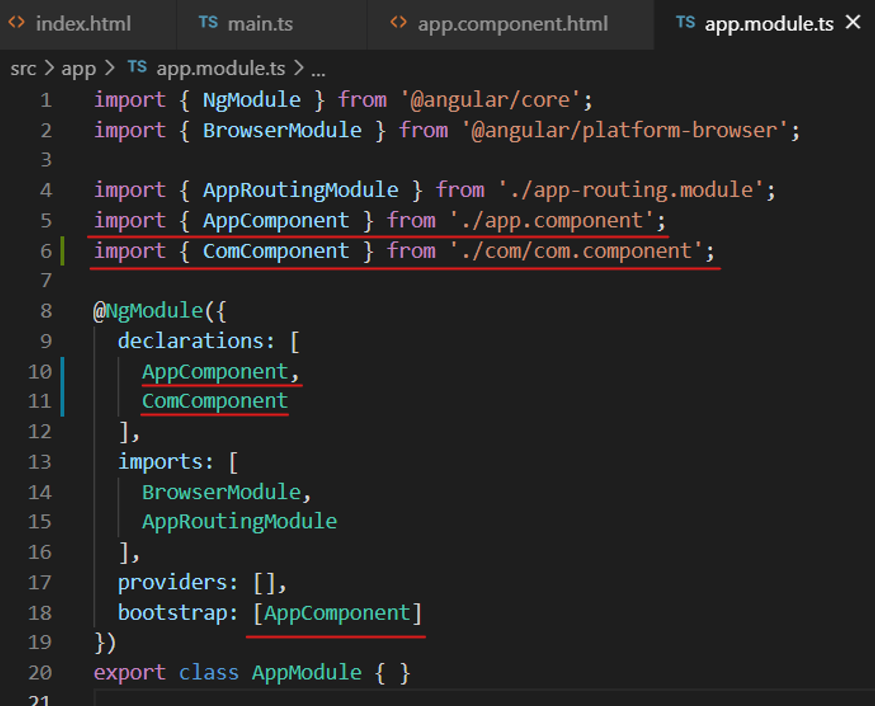 <> index.html TS main.ts <> app.component.html TS app.module.ts ✕
src > app > TS app.module.ts > ...
1 import { NgModule } from '@angular/core';
2 import { BrowserModule } from '@angular/platform-browser';
3
4 import { AppRoutingModule } from './app-routing.module';
5 import { AppComponent } from './app.component';
6 import { ComComponent } from './com/com.component';
7
8 @NgModule({
9   declarations: [
10     AppComponent,
11     ComComponent
12   ],
13   imports: [
14     BrowserModule,
15     AppRoutingModule
16   ],
17   providers: [],
18   bootstrap: [AppComponent]
19 })
20 export class AppModule { }
21